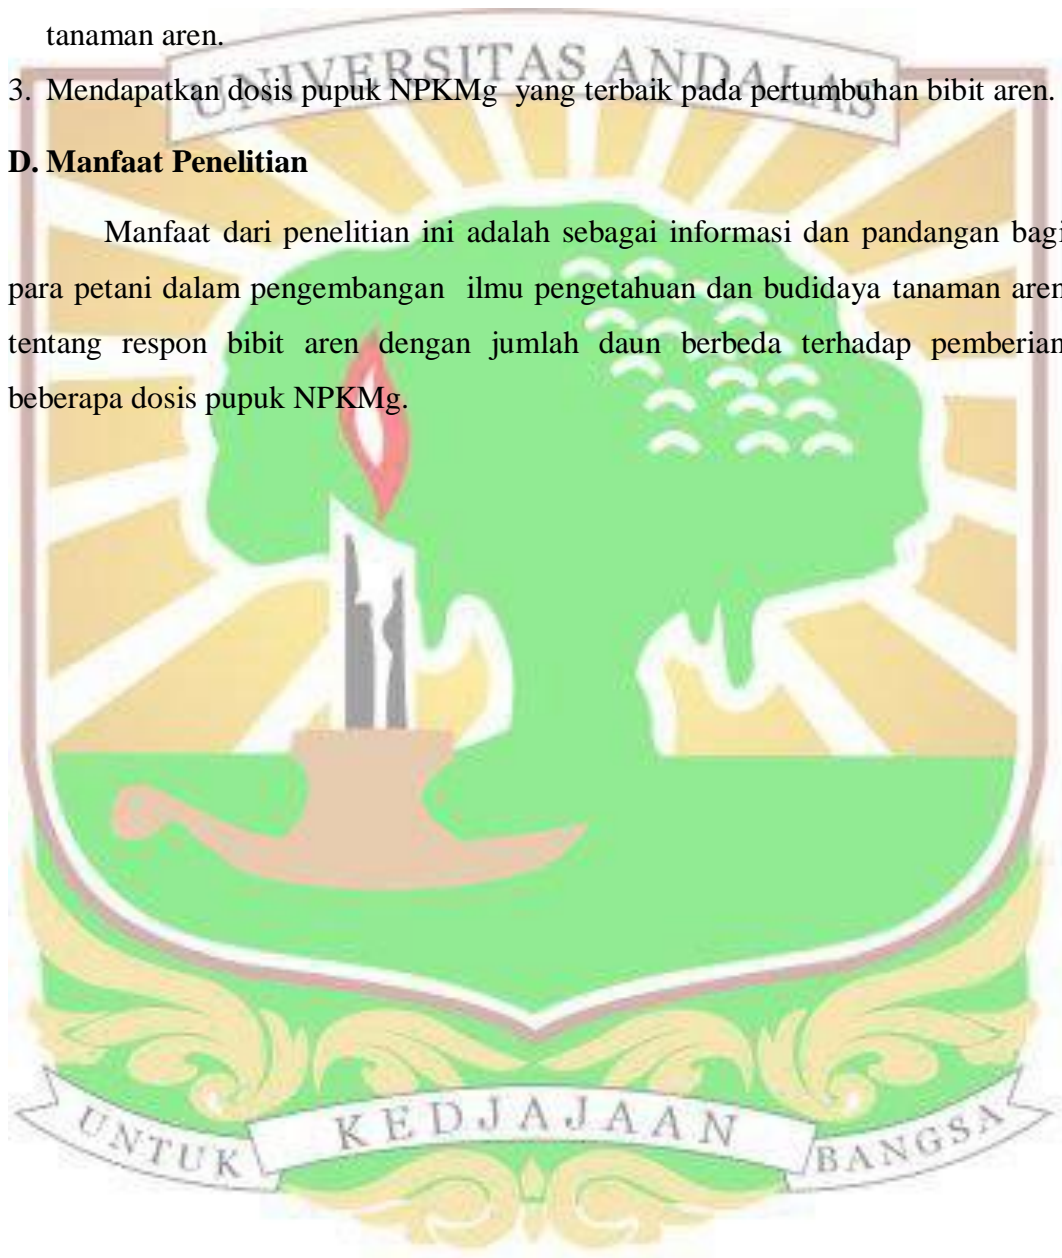 tanaman aren.
UNIVERSITAS ANDALAS
3. Mendapatkan dosis pupuk NPKMg yang terbaik pada pertumbuhan bibit aren.
D. Manfaat Penelitian
Manfaat dari penelitian ini adalah sebagai informasi dan pandangan bagi
para petani dalam pengembangan ilmu pengetahuan dan budidaya tanaman aren
tentang respon bibit aren dengan jumlah daun berbeda terhadap pemberian
beberapa dosis pupuk NPKMg.
UNTUK KEDJAJAAN BANGSA